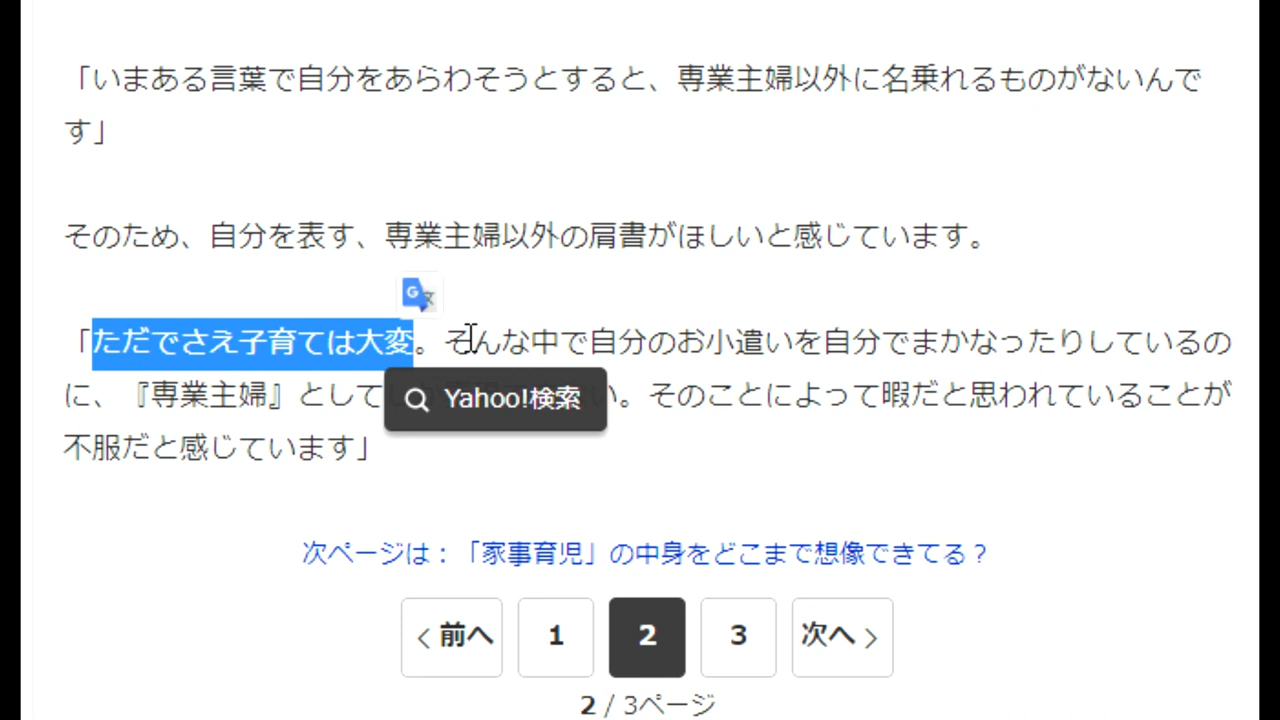 「いまある言葉で自分をあらわそうとすると、専業主婦以外に名乗れるものがないんで
す」
そのため、自分を表す、専業主婦以外の肩書がほしいと感じています。
「ただでさえ子育ては大変。そんな中で自分のお小遣いを自分でまかなったりしているの
に、『専業主婦』として い。そのことによって暇だと思われていることが
Yahoo!検索
不服だと感じています」
次ページは：「家事育児」の中身をどこまで想像できてる？
< 前へ 1 2 3 次へ >
2 / 3ページ